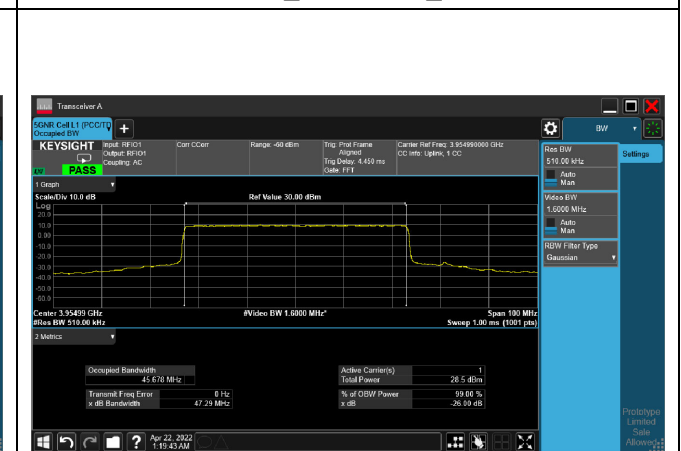 Transceiver A
5GNR Cell L1 (PCC/TD
Occupied BW
+
BW
KEYSIGHT
PASS
Input: RFIO1
Output: RFIO1
Coupling: AC
Corr CCorr
Range: -60 dBm
Trig: Prot Frame
Aligned
Trig Delay: 4.450 ms
Gate: FFT
Carrier Ref Freq: 3.954990000 GHz
CC Info: Uplink, 1 CC
1 Graph
Scale/Div 10.0 dB
Ref Value 30.00 dBm
Log
20.0
10.0
0.00
-10.0
-20.0
-30.0
-40.0
-50.0
-60.0
Center 3.95499 GHz
#Video BW 1.6000 MHz*
Span 100 MHz
#Res BW 510.00 kHz
Sweep 1.00 ms (1001 pts)
2 Metrics
Occupied Bandwidth
45.678 MHz
Transmit Freq Error 0 Hz
x dB Bandwidth 47.29 MHz
Active Carrier(s) 1
Total Power 28.5 dBm
% of OBW Power 99.00 %
x dB -26.00 dB
Res BW
510.00 kHz
Auto
Man
Video BW
1.6000 MHz
Auto
Man
RBW Filter Type
Gaussian
Settings
Prototype
Limited
Sale
Allowed
?
Apr 22, 2022
1:19:43 AM